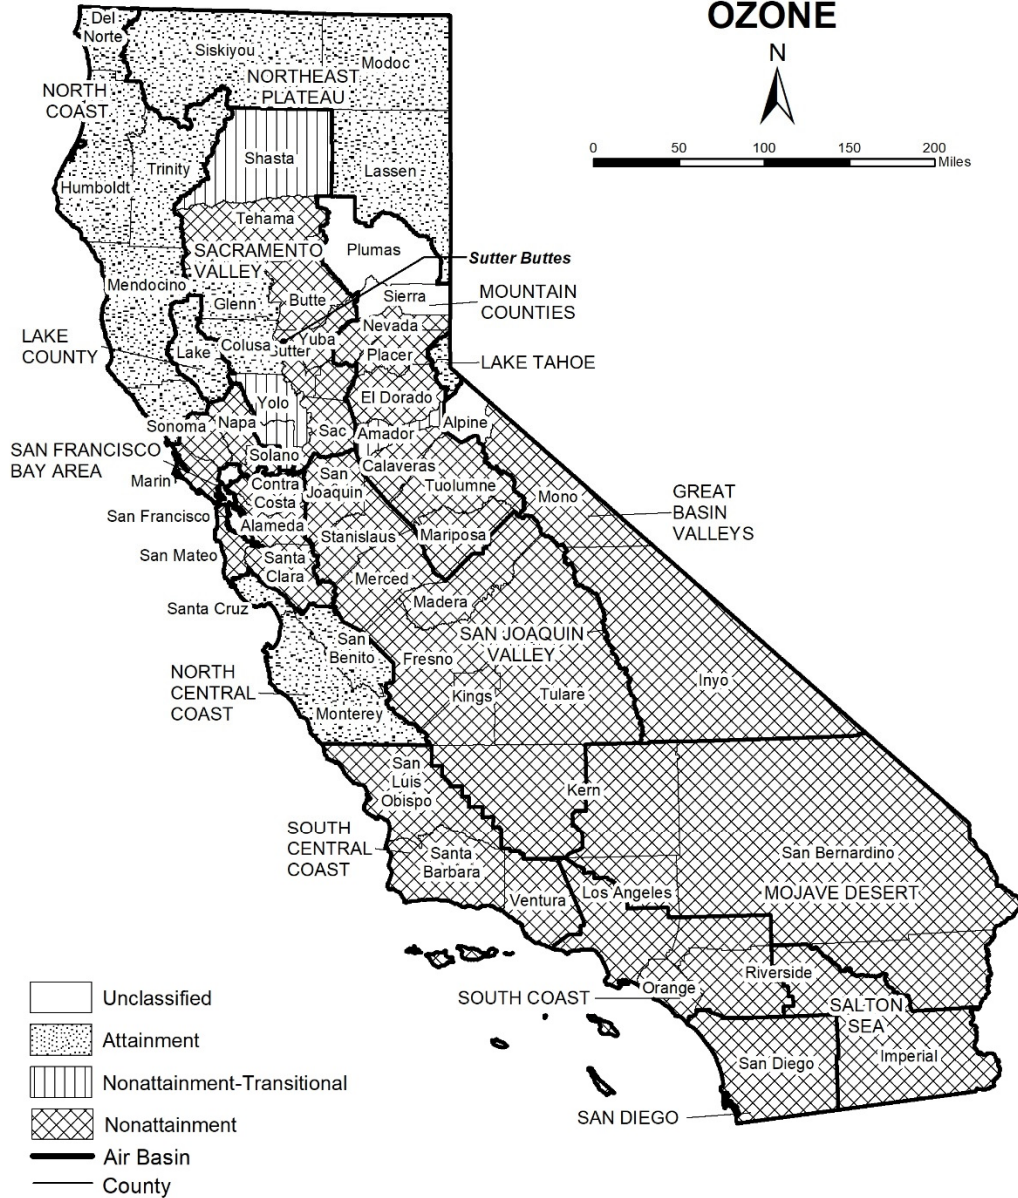 OZONE
N
0 50 100 150 200
Miles
Del
Norte
Siskiyou
Modoc
NORTHEAST
PLATEAU
NORTH
COAST
Shasta
Trinity
Lassen
Humboldt
Tehama
SACRAMENTO
VALLEY
Plumas
Sutter Buttes
Mendocino
Glenn
Butte
Sierra
MOUNTAIN
COUNTIES
Nevada
LAKE
COUNTY
Lake
Colusa
Sutter
Yuba
Placer
LAKE TAHOE
El Dorado
Yolo
Sonoma
Napa
Sac
Amador
Alpine
SAN FRANCISCO
BAY AREA
Solano
Calaveras
Marin
Contra
Costa
San
Joaquin
Tuolumne
Mono
GREAT
BASIN
VALLEYS
San Francisco
Alameda
Stanislaus
Mariposa
San Mateo
Santa
Clara
Merced
Santa Cruz
Madera
SAN JOAQUIN
VALLEY
San
Benito
Fresno
NORTH
CENTRAL
COAST
Kings
Tulare
Inyo
Monterey
San
Luis
Obispo
Kern
SOUTH
CENTRAL
COAST
Santa
Barbara
San Bernardino
MOJAVE DESERT
Ventura
Los Angeles
Orange
Riverside
SOUTH COAST
SALTON
SEA
San Diego
Imperial
SAN DIEGO
Unclassified
Attainment
Nonattainment-Transitional
Nonattainment
Air Basin
County